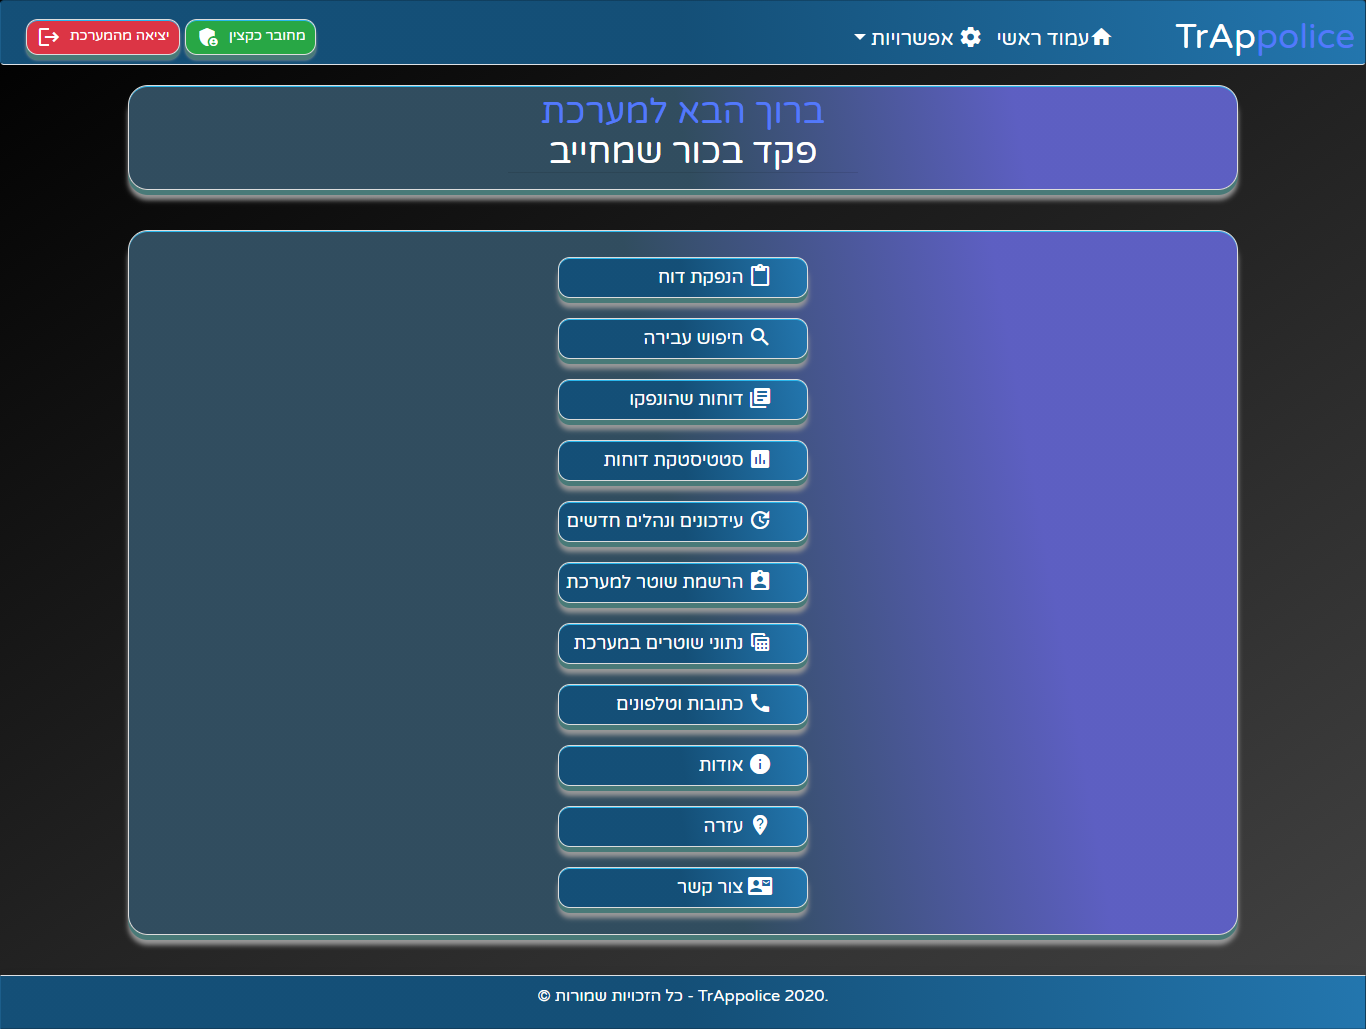 TrAppolice
עמוד ראשי
אפשרויות
מחובר כקצין
יציאה מהמערכת
ברוך הבא למערכת
פקד בכור שמחייב
הנפקת דוח
חיפוש עבירה
דוחות שהונפקו
סטטיסטקת דוחות
עידכונים ונהלים חדשים
הרשמת שוטר למערכת
נתוני שוטרים במערכת
כתובות וטלפונים
אודות
עזרה
צור קשר
© כל הזכויות שמורות - TrAppolice 2020.